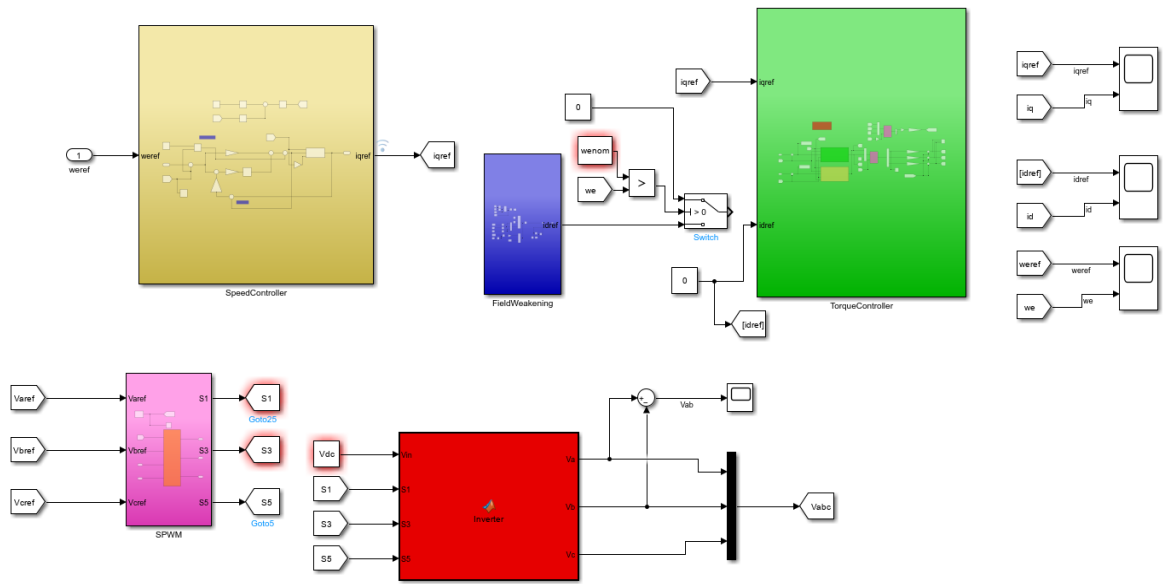 1
weref
weref
iqref
SpeedController
iqref
0
wenom
we
>
idref
FieldWeakening
> 0
Switch
iqref
iqref
idref
0
[idref]
TorqueController
iqref
iqref
iq
iq
[idref]
idref
id
id
weref
weref
we
we
Varef
Vbref
Vcref
Varef
Vbref
Vcref
S1
S3
S5
SPWM
S1
Goto25
S3
S5
Goto5
Vdc
S1
S3
S5
Vin
S1
S3
S5
Inverter
Va
Vb
Vc
+
_
Vab
Vabc